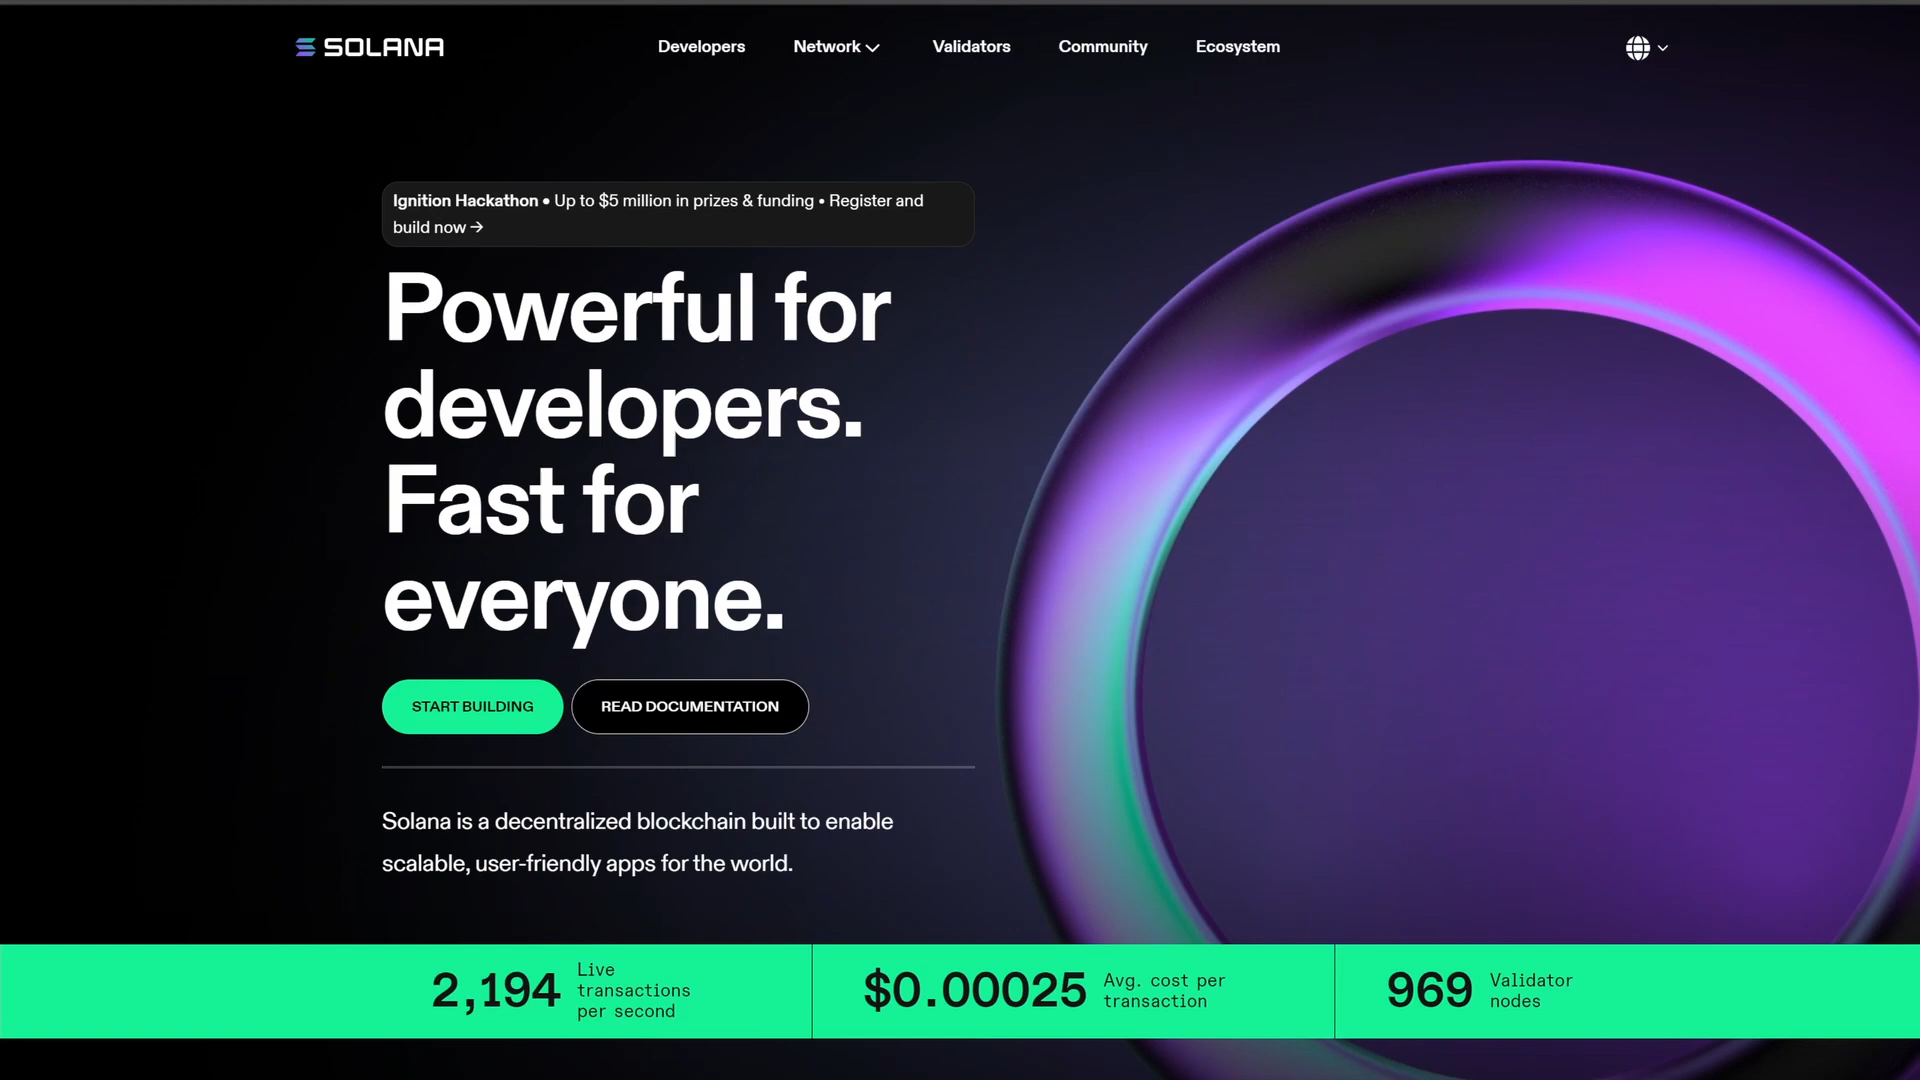 SOLANA
Developers
Network
Validators
Community
Ecosystem
Ignition Hackathon • Up to $5 million in prizes & funding • Register and
build now →
Powerful for
developers.
Fast for
everyone.
START BUILDING
READ DOCUMENTATION
Solana is a decentralized blockchain built to enable
scalable, user-friendly apps for the world.
2,194
Live
transactions
per second
$0.00025
Avg. cost per
transaction
969
Validator
nodes